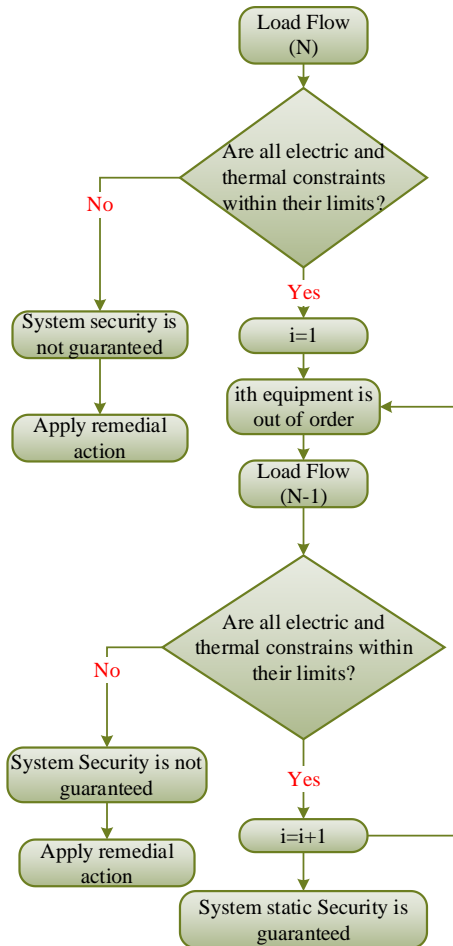 Load Flow
(N)
Are all electric and
thermal constraints
within their limits?
No
Yes
System security is
not guaranteed
Apply remedial
action
i=1
ith equipment is
out of order
Load Flow
(N-1)
Are all electric and
thermal constrains within
their limits?
No
Yes
System Security is not
guaranteed
Apply remedial
action
i=i+1
System static Security is
guaranteed